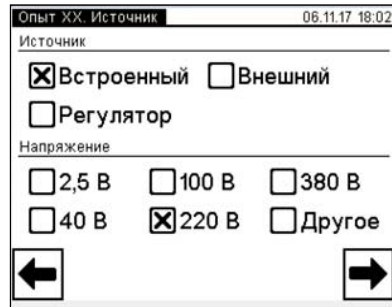 Опыт XX. Источник 06.11.17 18:02
Источник
Встроенный Внешний
Регулятор
Напряжение
2,5 В 100 В 380 В
40 В 220 В Другое